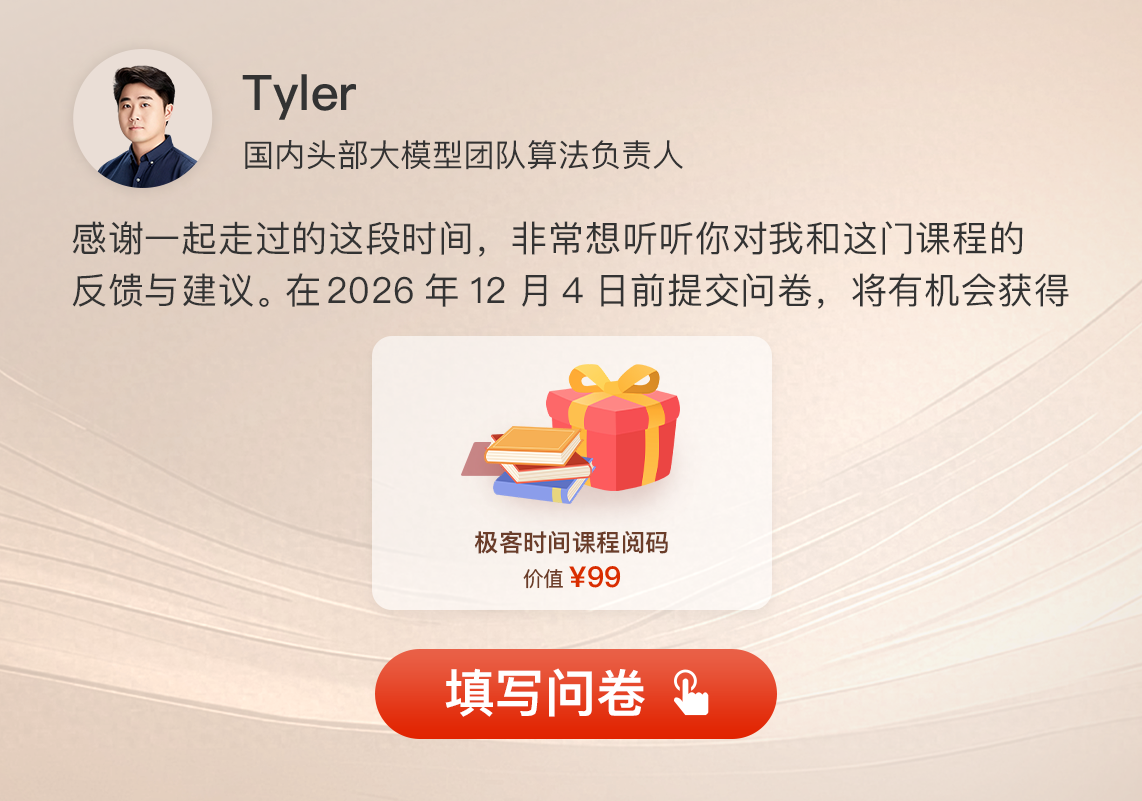 Tyler
国内头部大模型团队算法负责人
感谢一起走过的这段时间，非常想听听你对我和这门课程的
反馈与建议。在2026 年 12 月 4 日前提交问卷，将有机会获得
极客时间课程阅码
价值 ¥99
填写问卷